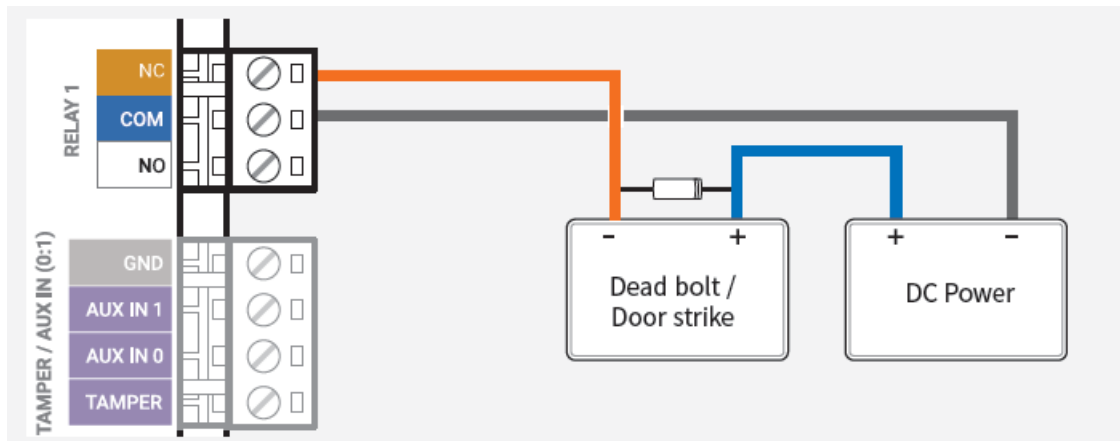 RELAY 1
NC
COM
NO
TAMPER / AUX IN (0:1)
GND
AUX IN 1
AUX IN 0
TAMPER
- +
Dead bolt /
Door strike
+ -
DC Power